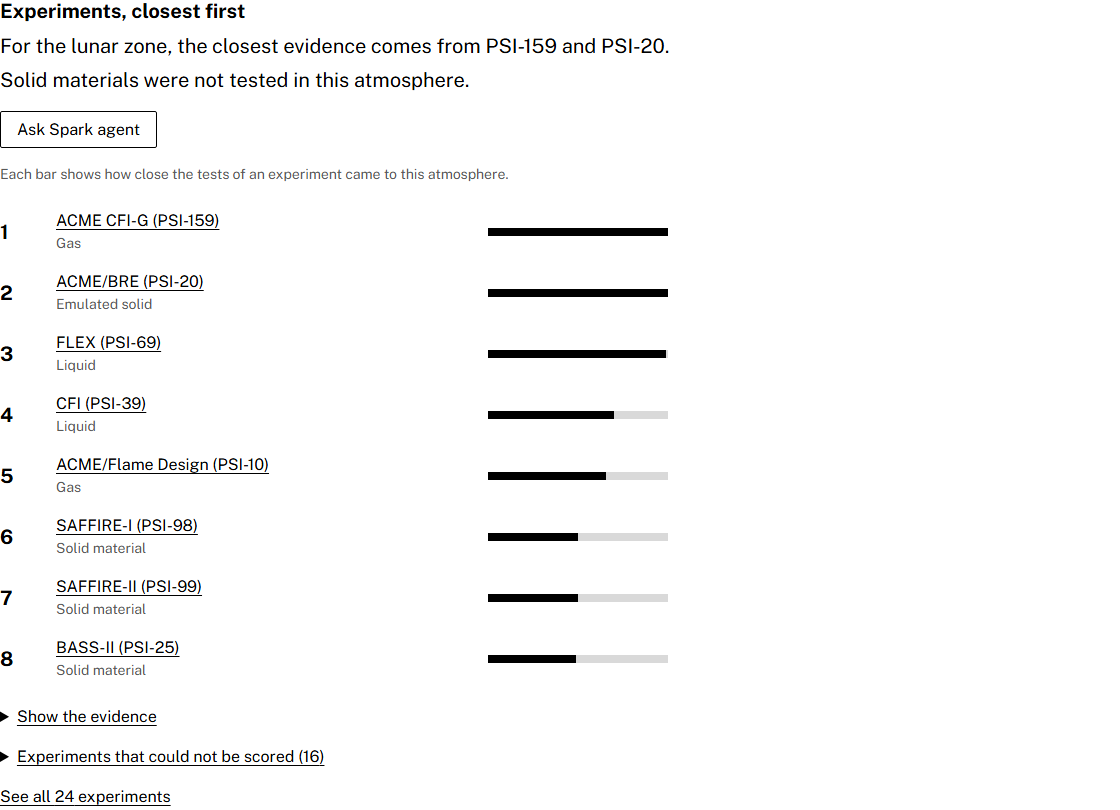 Experiments, closest first
For the lunar zone, the closest evidence comes from PSI-159 and PSI-20.
Solid materials were not tested in this atmosphere.
Ask Spark agent
Each bar shows how close the tests of an experiment came to this atmosphere.
1 ACME CFI-G (PSI-159)
Gas
2 ACME/BRE (PSI-20)
Emulated solid
3 FLEX (PSI-69)
Liquid
4 CFI (PSI-39)
Liquid
5 ACME/Flame Design (PSI-10)
Gas
6 SAFFIRE-I (PSI-98)
Solid material
7 SAFFIRE-II (PSI-99)
Solid material
8 BASS-II (PSI-25)
Solid material
Show the evidence
Experiments that could not be scored (16)
See all 24 experiments